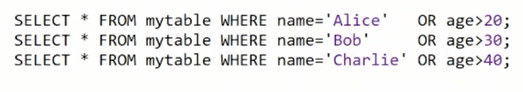 SELECT * FROM mytable WHERE name='Alice'   OR age>20;
SELECT * FROM mytable WHERE name='Bob'     OR age>30;
SELECT * FROM mytable WHERE name='Charlie' OR age>40;